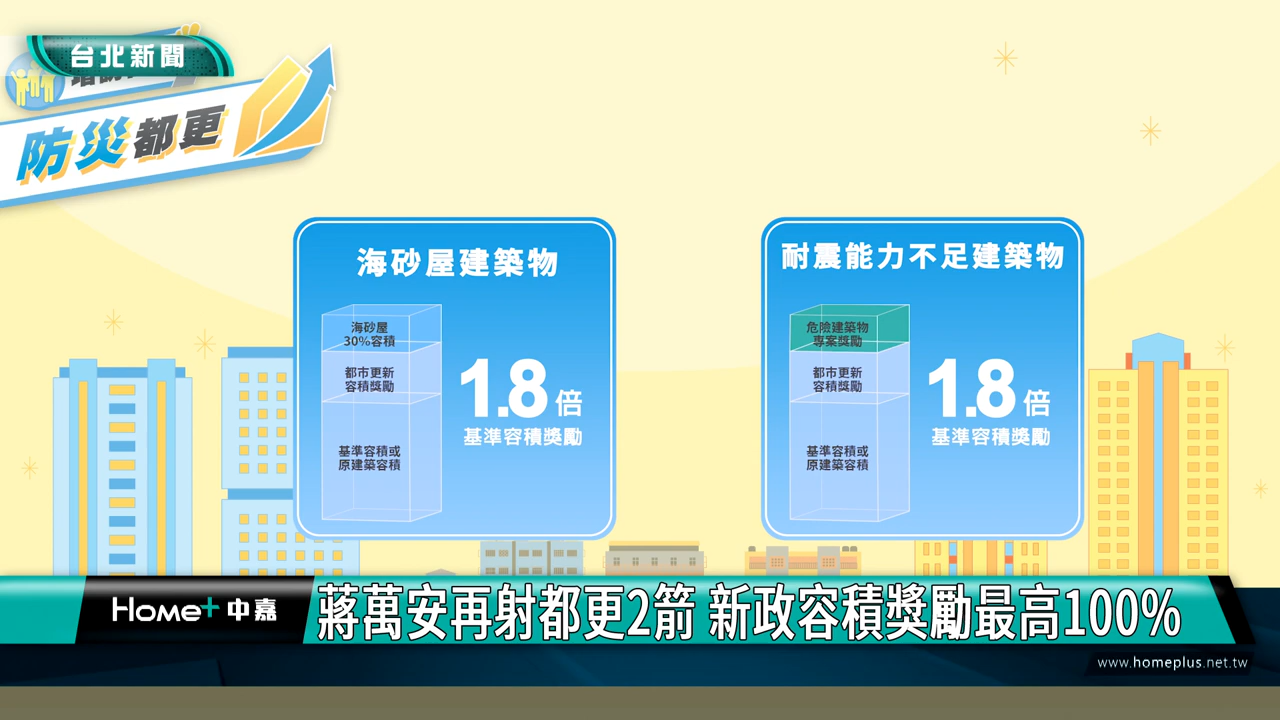 台北新聞
防災都更
海砂屋建築物
海砂屋
30%容積
都市更新
容積獎勵
基準容積或
原建築容積
1.8倍
基準容積獎勵
耐震能力不足建築物
危險建築物
專案獎勵
都市更新
容積獎勵
基準容積或
原建築容積
1.8倍
基準容積獎勵
Home+中嘉
蔣萬安再射都更2箭 新政容積獎勵最高100%
www.homeplus.net.tw